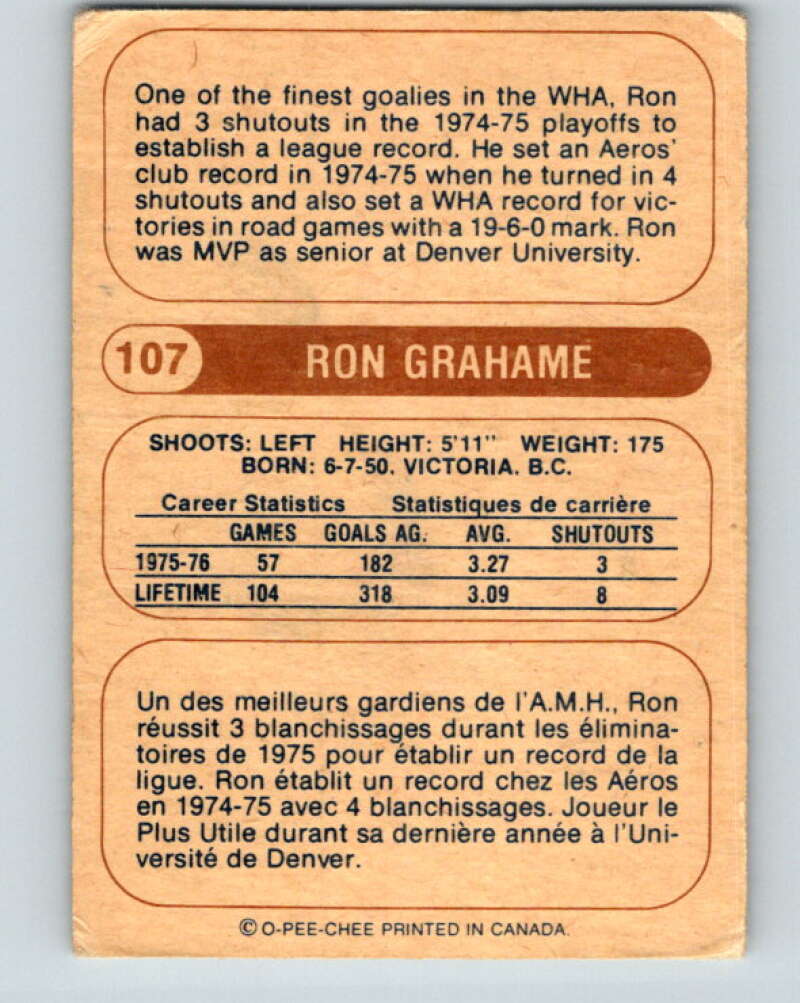 One of the finest goalies in the WHA, Ron
had 3 shutouts in the 1974-75 playoffs to
establish a league record. He set an Aeros'
club record in 1974-75 when he turned in 4
shutouts and also set a WHA record for vic-
tories in road games with a 19-6-0 mark. Ron
was MVP as senior at Denver University.
107 RON GRAHAME
SHOOTS: LEFT HEIGHT: 5'11" WEIGHT: 175
BORN: 6-7-50, VICTORIA, B.C.
Career Statistics Statistiques de carrière
GAMES GOALS AG. AVG. SHUTOUTS
1975-76 57 182 3.27 3
LIFETIME 104 318 3.09 8
Un des meilleurs gardiens de l'A.M.H., Ron
réussit 3 blanchissages durant les élimina-
toires de 1975 pour établir un record de la
ligue. Ron établit un record chez les Aéros
en 1974-75 avec 4 blanchissages. Joueur le
Plus Utile durant sa dernière année à l'Uni-
versité de Denver.
© O-PEE-CHEE PRINTED IN CANADA.